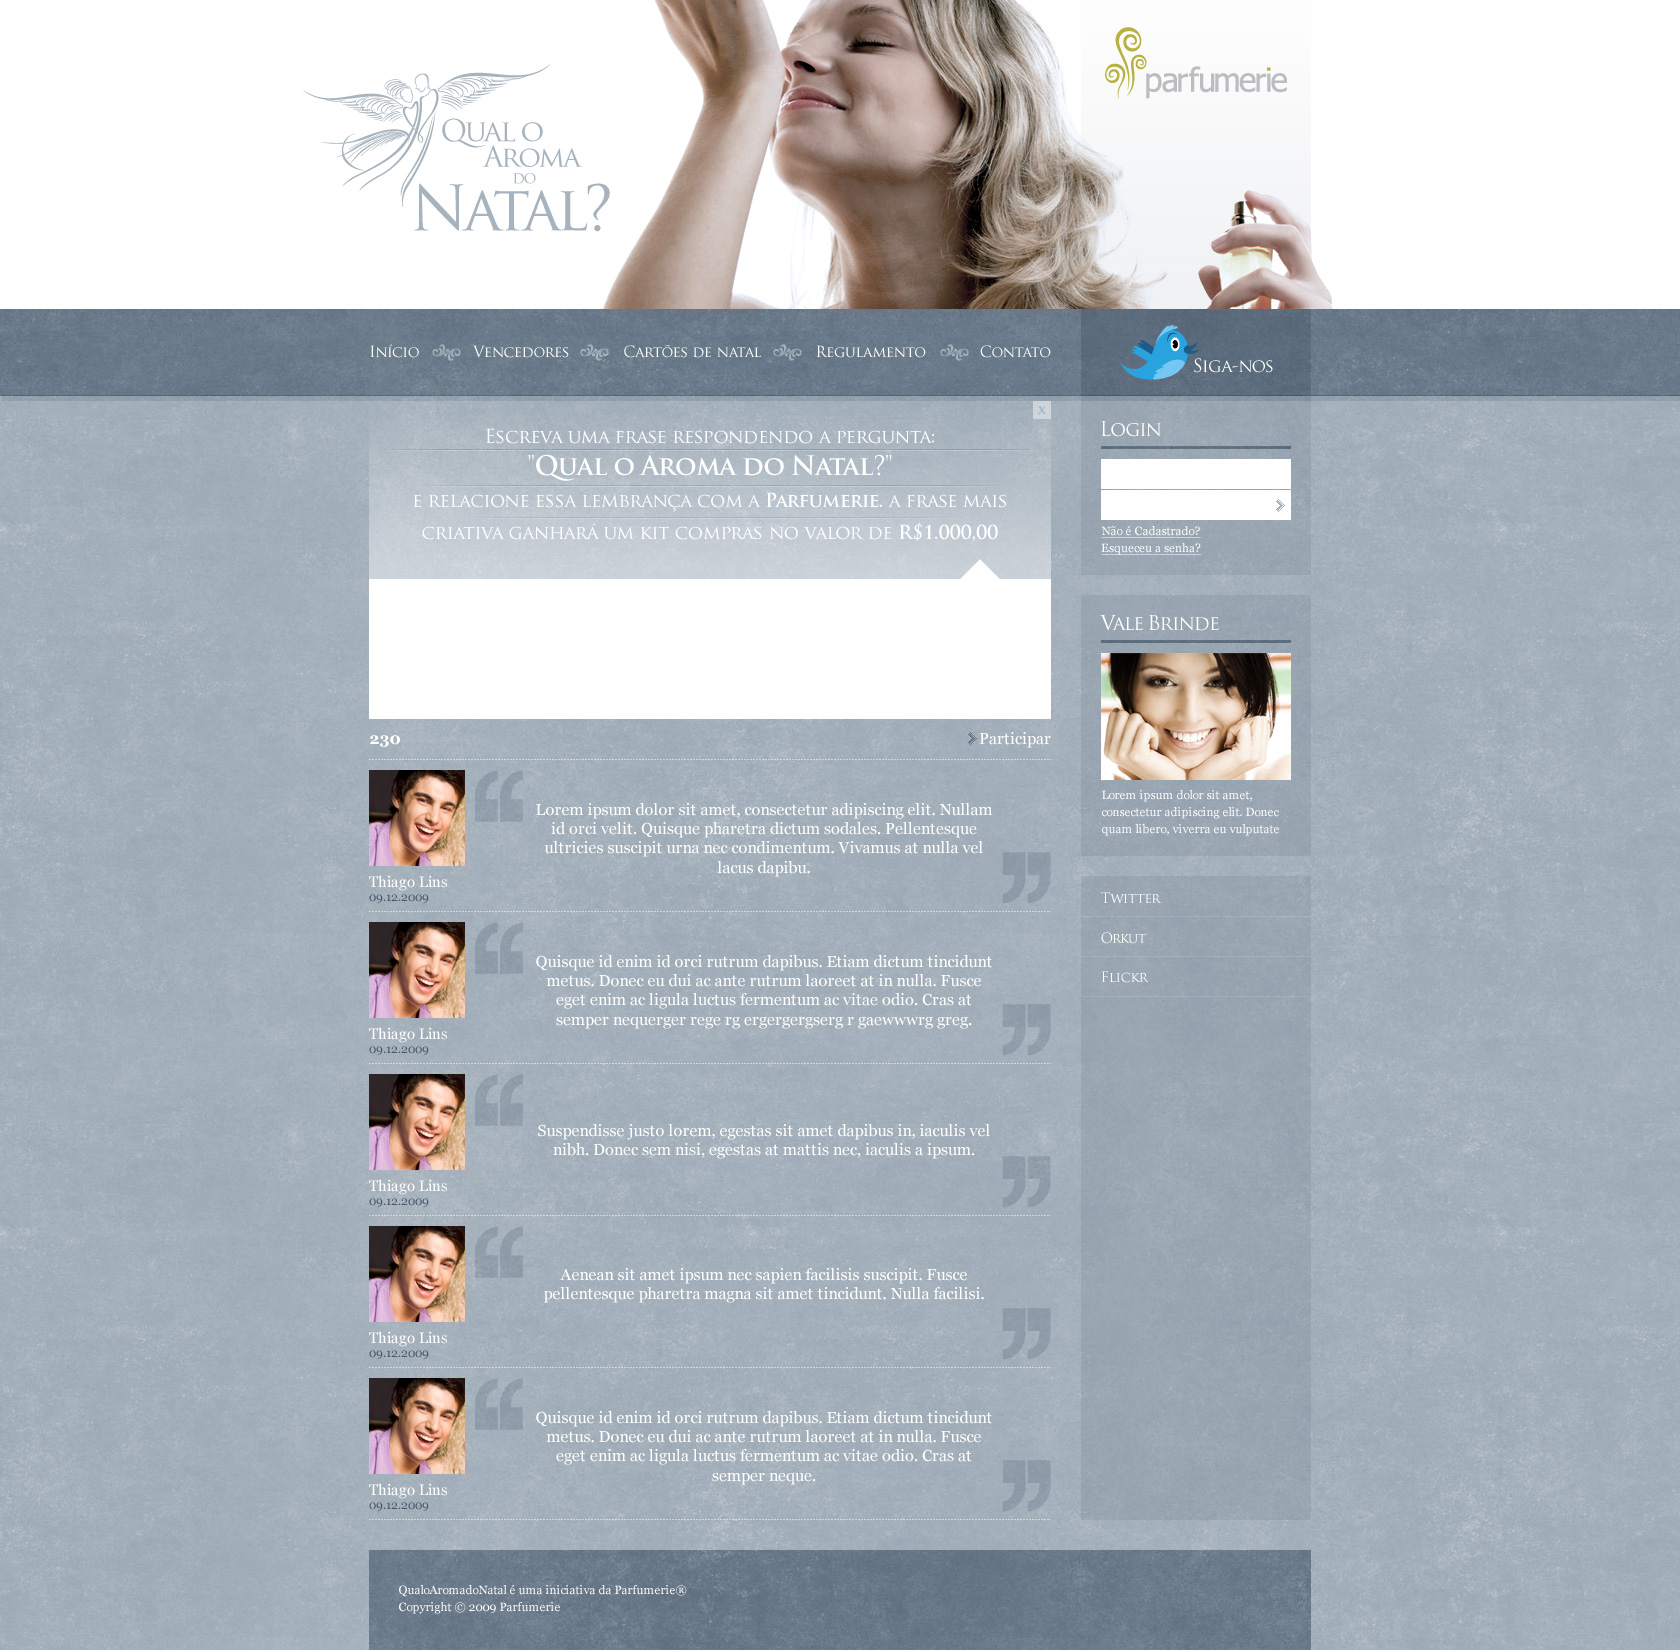 Qual o
Aroma
do
Natal?
parfumerie
Início
Vencedores
Cartões de natal
Regulamento
Contato
Siga-nos
X
Escreva uma frase respondendo a pergunta:
"Qual o Aroma do Natal?"
e relacione essa lembrança com a Parfumerie. a frase mais
criativa ganhará um kit compras no valor de R$1.000,00
230
Participar
Lorem ipsum dolor sit amet, consectetur adipiscing elit. Nullam
id orci velit. Quisque pharetra dictum sodales. Pellentesque
ultricies suscipit urna nec condimentum. Vivamus at nulla vel
lacus dapibu.
Thiago Lins
09.12.2009
Quisque id enim id orci rutrum dapibus. Etiam dictum tincidunt
metus. Donec eu dui ac ante rutrum laoreet at in nulla. Fusce
eget enim ac ligula luctus fermentum ac vitae odio. Cras at
semper nequerger rege rg ergergergserg r gaewwwrg greg.
Thiago Lins
09.12.2009
Suspendisse justo lorem, egestas sit amet dapibus in, iaculis vel
nibh. Donec sem nisi, egestas at mattis nec, iaculis a ipsum.
Thiago Lins
09.12.2009
Aenean sit amet ipsum nec sapien facilisis suscipit. Fusce
pellentesque pharetra magna sit amet tincidunt. Nulla facilisi.
Thiago Lins
09.12.2009
Quisque id enim id orci rutrum dapibus. Etiam dictum tincidunt
metus. Donec eu dui ac ante rutrum laoreet at in nulla. Fusce
eget enim ac ligula luctus fermentum ac vitae odio. Cras at
semper neque.
Thiago Lins
09.12.2009
Login
Não é Cadastrado?
Esqueceu a senha?
Vale Brinde
Lorem ipsum dolor sit amet,
consectetur adipiscing elit. Donec
quam libero, viverra eu vulputate
Twitter
Orkut
Flickr
QualoAromadoNatal é uma iniciativa da Parfumerie®
Copyright © 2009 Parfumerie